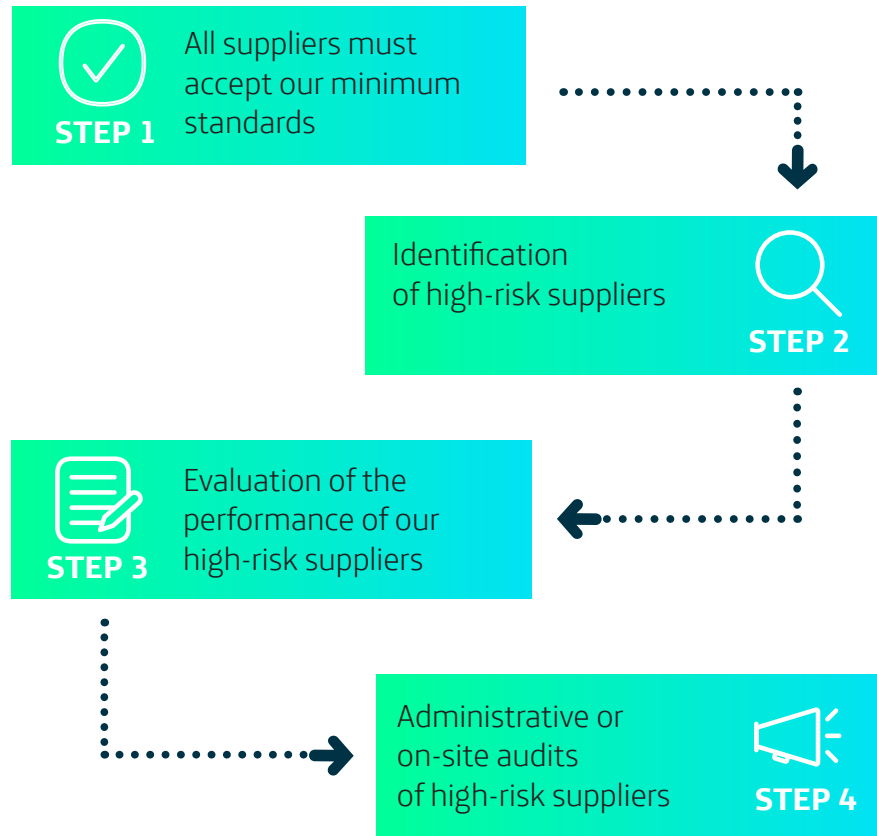 All suppliers must
accept our minimum
standards
STEP 1
Identification
of high-risk suppliers
STEP 2
Evaluation of the
performance of our
high-risk suppliers
STEP 3
Administrative or
on-site audits
of high-risk suppliers
STEP 4